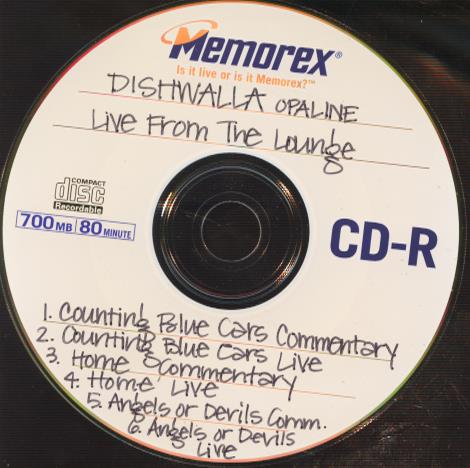 Memorex®
Is it live or is it Memorex?™
DISHWALLA OPALINE
Live From The Lounge
COMPACT
disc
Recordable
700 MB 80 MINUTE
CD-R
1. Counting Blue Cars Commentary
2. Counting Blue Cars Live
3. Home Commentary
4. Home Live
5. Angels or Devils Comm.
6. Angels or Devils
Live